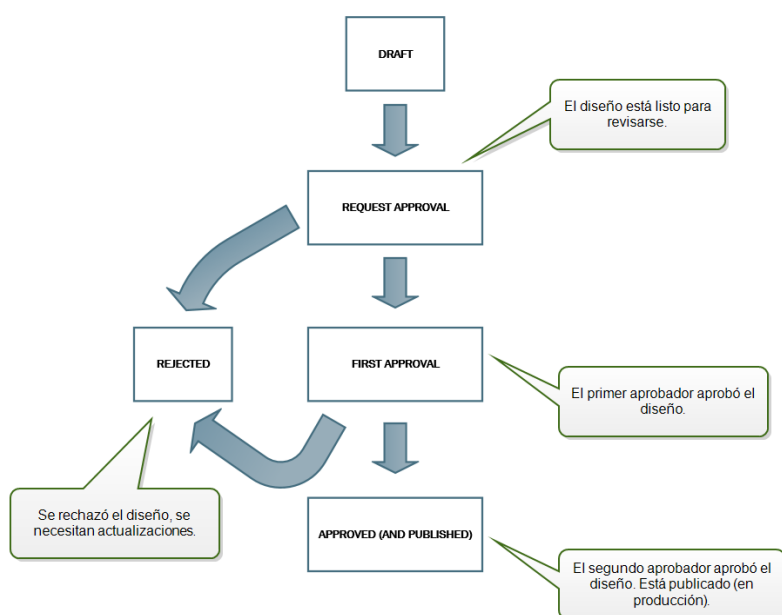 DRAFT
El diseño está listo para
revisarse.
REQUEST APPROVAL
REJECTED
FIRST APPROVAL
El primer aprobador aprobó el
diseño.
Se rechazó el diseño, se
necesitan actualizaciones.
APPROVED (AND PUBLISHED)
El segundo aprobador aprobó el
diseño. Está publicado (en
producción).